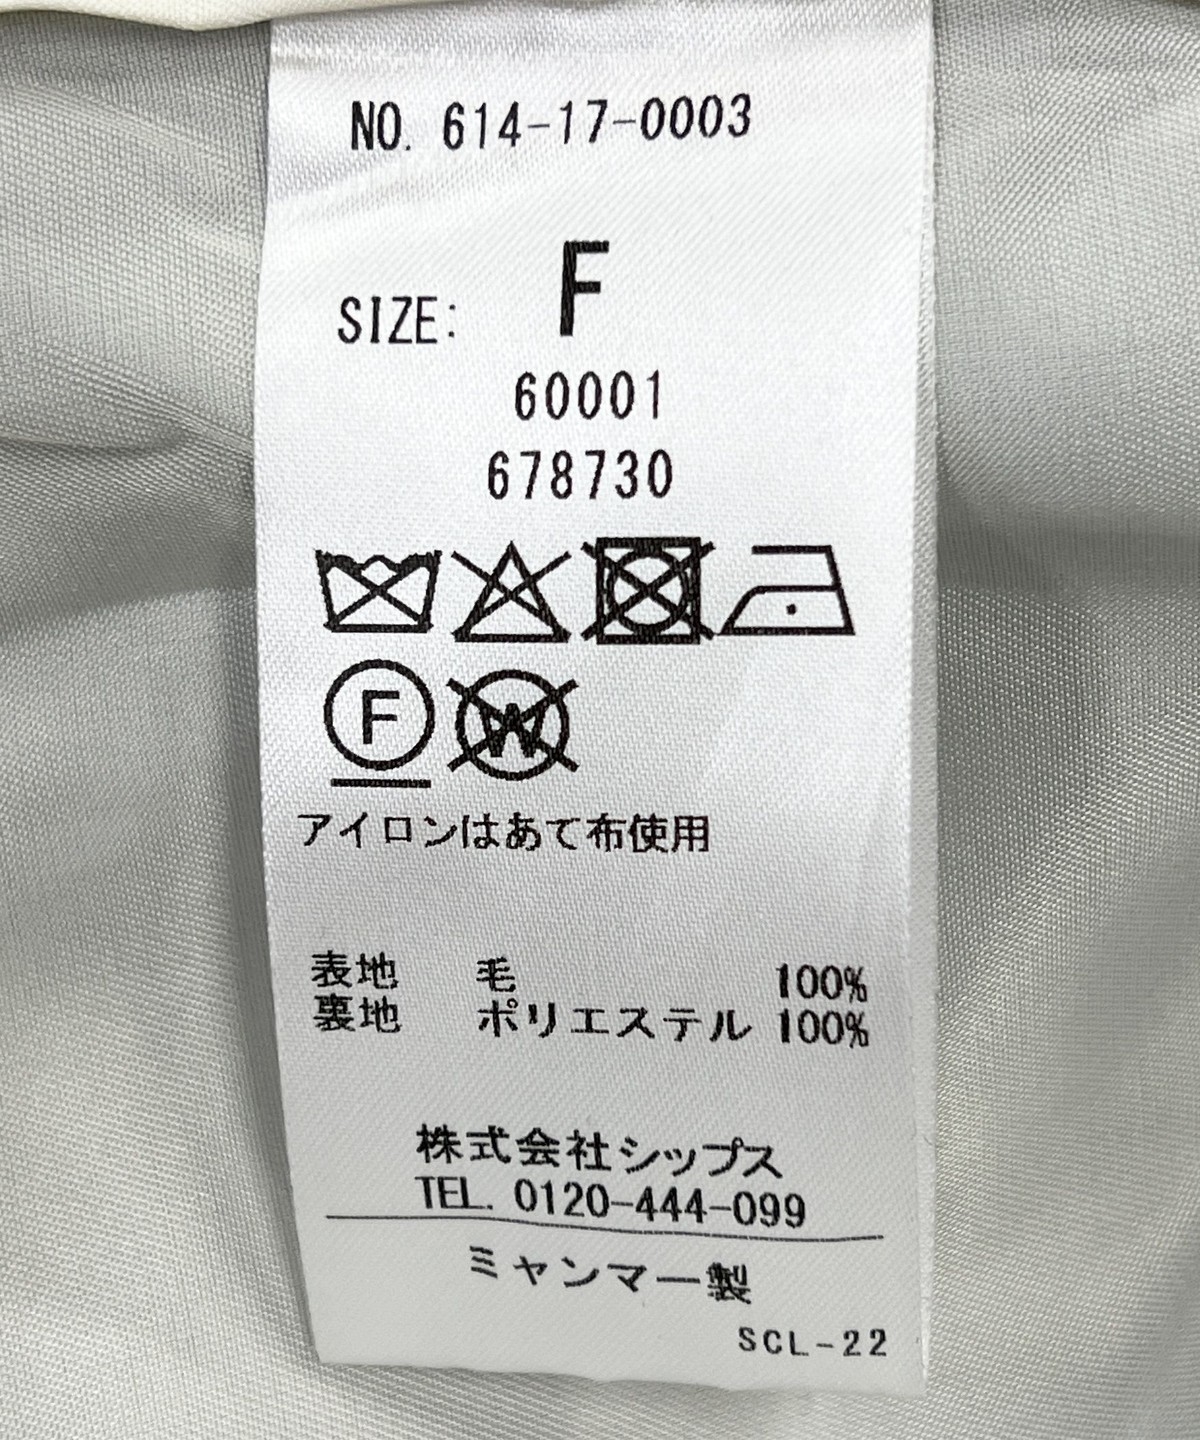 NO. 614-17-0003
SIZE: F
60001
678730
F W
アイロンはあて布使用
表地 毛 100%
裏地 ポリエステル 100%
株式会社シップス
TEL. 0120-444-099
ミャンマー製
SCL-22